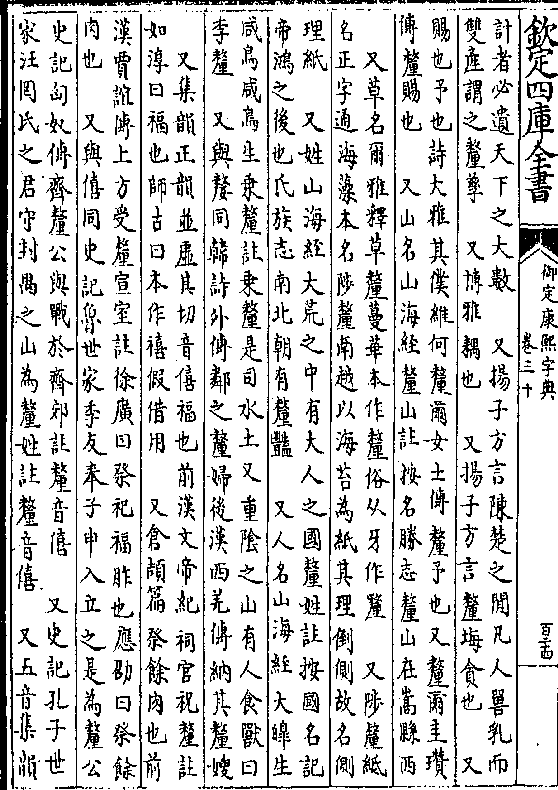 欽定四庫全書
御定康熙字典
卷三十
計者必遺天下之大數　又揚子方言陳楚之閒凡人嘼乳而
雙產謂之釐孳　又博雅耦也　又揚子方言釐㙁貪也　又
賜也予也詩大雅其僕維何釐爾女士傳釐予也又釐爾圭瓚
傳釐賜也　又山名山海經釐山註按名勝志釐山在嵩縣西
又草名爾雅釋草釐蔓華本作釐俗从牙作釐　又陟釐紙
名正字通海藻本名陟釐南越以海苔為紙其理倒側故名側
理紙　又姓山海經大荒之中有大人之國釐姓註按國名記
帝鴻之後也氏族志南北朝有釐豔　又人名山海經大皥生
咸鳥咸鳥生乗釐註乗釐是司水土又重陰之山有人食獸曰
季釐　又與嫠同韓詩外傳鄰之釐婦後漢西羌傳納其釐嫂
又集韻正韻並虛其切音僖福也前漢文帝紀祠官祝釐註
如淳曰福也師古曰本作禧假借用　又倉頡篇祭餘肉也前
漢賈誼傳上方受釐宣室註徐廣曰祭祀福胙也應劭曰祭餘
肉也　又與僖同史記魯世家季友奉子申入立之是為釐公
史記匈奴傳齊釐公與戰於齊郊註釐音僖　又史記孔子世
家汪罔氏之君守封禺之山為釐姓註釐音僖　又五音集韻